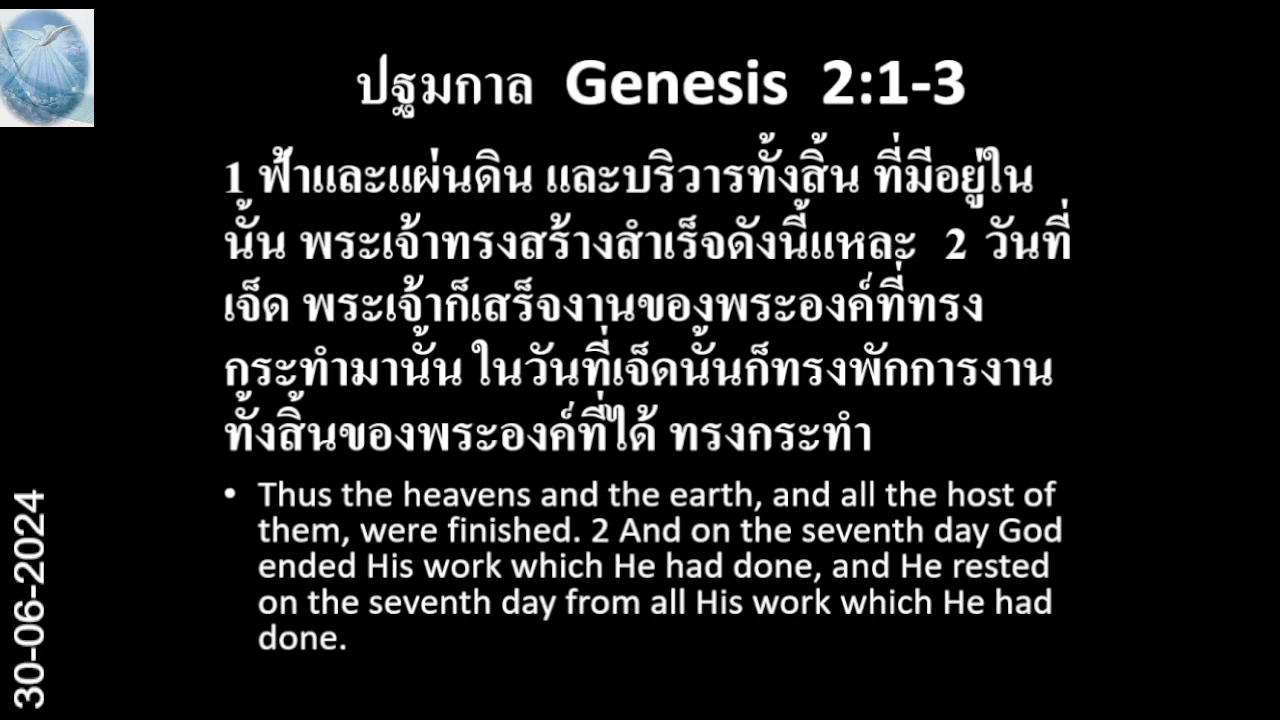 ปฐมกาล Genesis 2:1-3
1 ฟ้าและแผ่นดิน และบริวารทั้งสิ้น ที่มีอยู่ใน
นั้น พระเจ้าทรงสร้างสำเร็จดังนี้แหละ 2 วันที่
เจ็ด พระเจ้าก็เสร็จงานของพระองค์ที่ทรง
กระทำมานั้น ในวันที่เจ็ดนั้นก็ทรงพักการงาน
ทั้งสิ้นของพระองค์ที่ได้ ทรงกระทำ
• Thus the heavens and the earth, and all the host of
them, were finished. 2 And on the seventh day God
ended His work which He had done, and He rested
on the seventh day from all His work which He had
done.
30-06-2024